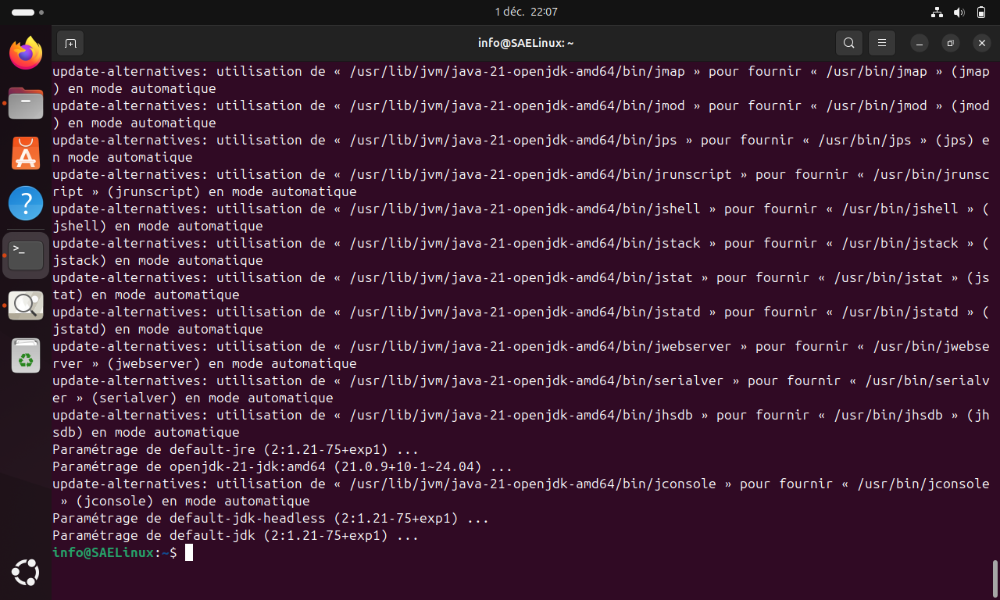 1 déc. 22:07
info@SAELinux: ~
update-alternatives: utilisation de « /usr/lib/jvm/java-21-openjdk-amd64/bin/jmap » pour fournir « /usr/bin/jmap » (jmap
) en mode automatique
update-alternatives: utilisation de « /usr/lib/jvm/java-21-openjdk-amd64/bin/jmod » pour fournir « /usr/bin/jmod » (jmod
) en mode automatique
update-alternatives: utilisation de « /usr/lib/jvm/java-21-openjdk-amd64/bin/jps » pour fournir « /usr/bin/jps » (jps) e
n mode automatique
update-alternatives: utilisation de « /usr/lib/jvm/java-21-openjdk-amd64/bin/jrunscript » pour fournir « /usr/bin/jrunsc
ript » (jrunscript) en mode automatique
update-alternatives: utilisation de « /usr/lib/jvm/java-21-openjdk-amd64/bin/jshell » pour fournir « /usr/bin/jshell » (
jshell) en mode automatique
update-alternatives: utilisation de « /usr/lib/jvm/java-21-openjdk-amd64/bin/jstack » pour fournir « /usr/bin/jstack » (
jstack) en mode automatique
update-alternatives: utilisation de « /usr/lib/jvm/java-21-openjdk-amd64/bin/jstat » pour fournir « /usr/bin/jstat » (js
tat) en mode automatique
update-alternatives: utilisation de « /usr/lib/jvm/java-21-openjdk-amd64/bin/jstatd » pour fournir « /usr/bin/jstatd » (
jstatd) en mode automatique
update-alternatives: utilisation de « /usr/lib/jvm/java-21-openjdk-amd64/bin/jwebserver » pour fournir « /usr/bin/jwebse
rver » (jwebserver) en mode automatique
update-alternatives: utilisation de « /usr/lib/jvm/java-21-openjdk-amd64/bin/serialver » pour fournir « /usr/bin/serialv
er » (serialver) en mode automatique
update-alternatives: utilisation de « /usr/lib/jvm/java-21-openjdk-amd64/bin/jhsdb » pour fournir « /usr/bin/jhsdb » (jh
sdb) en mode automatique
Paramétrage de default-jre (2:1.21-75+exp1) ...
Paramétrage de openjdk-21-jdk:amd64 (21.0.9+10-1~24.04) ...
update-alternatives: utilisation de « /usr/lib/jvm/java-21-openjdk-amd64/bin/jconsole » pour fournir « /usr/bin/jconsole
 » (jconsole) en mode automatique
Paramétrage de default-jdk-headless (2:1.21-75+exp1) ...
Paramétrage de default-jdk (2:1.21-75+exp1) ...
info@SAELinux:~$